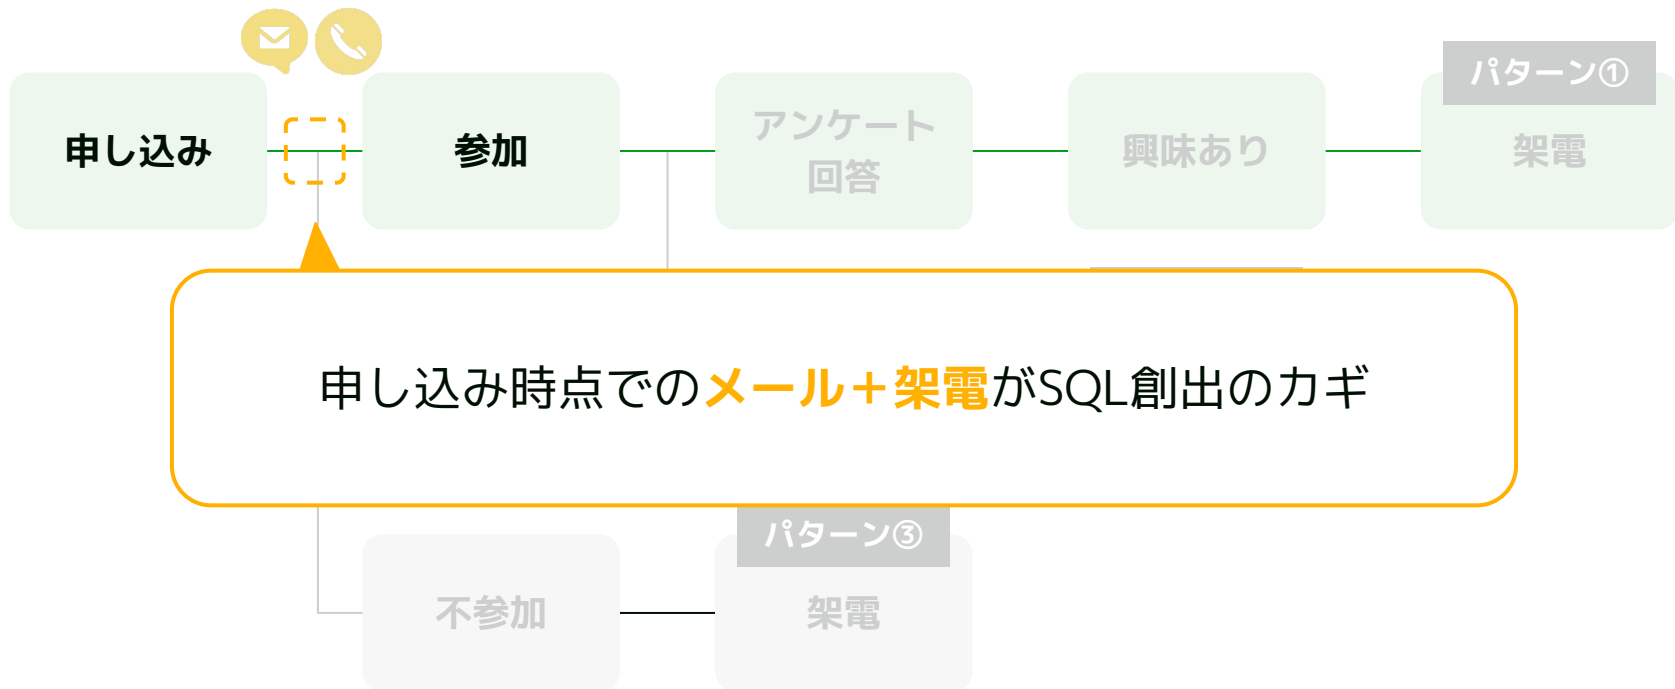 パターン①
申し込み
参加
アンケート
回答
興味あり
架電
申し込み時点でのメール+架電がSQL創出のカギ
パターン③
不参加
架電